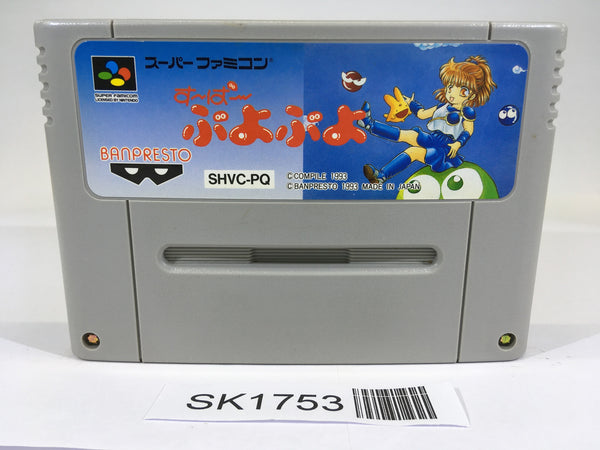 スーパーファミコン
SUPER FAMICOM
LICENSED BY NINTENDO
す〜ぱ〜
ぷよぷよ
BANPRESTO
SHVC-PQ
© COMPILE 1993
© BANPRESTO 1993 MADE IN JAPAN
SK1753